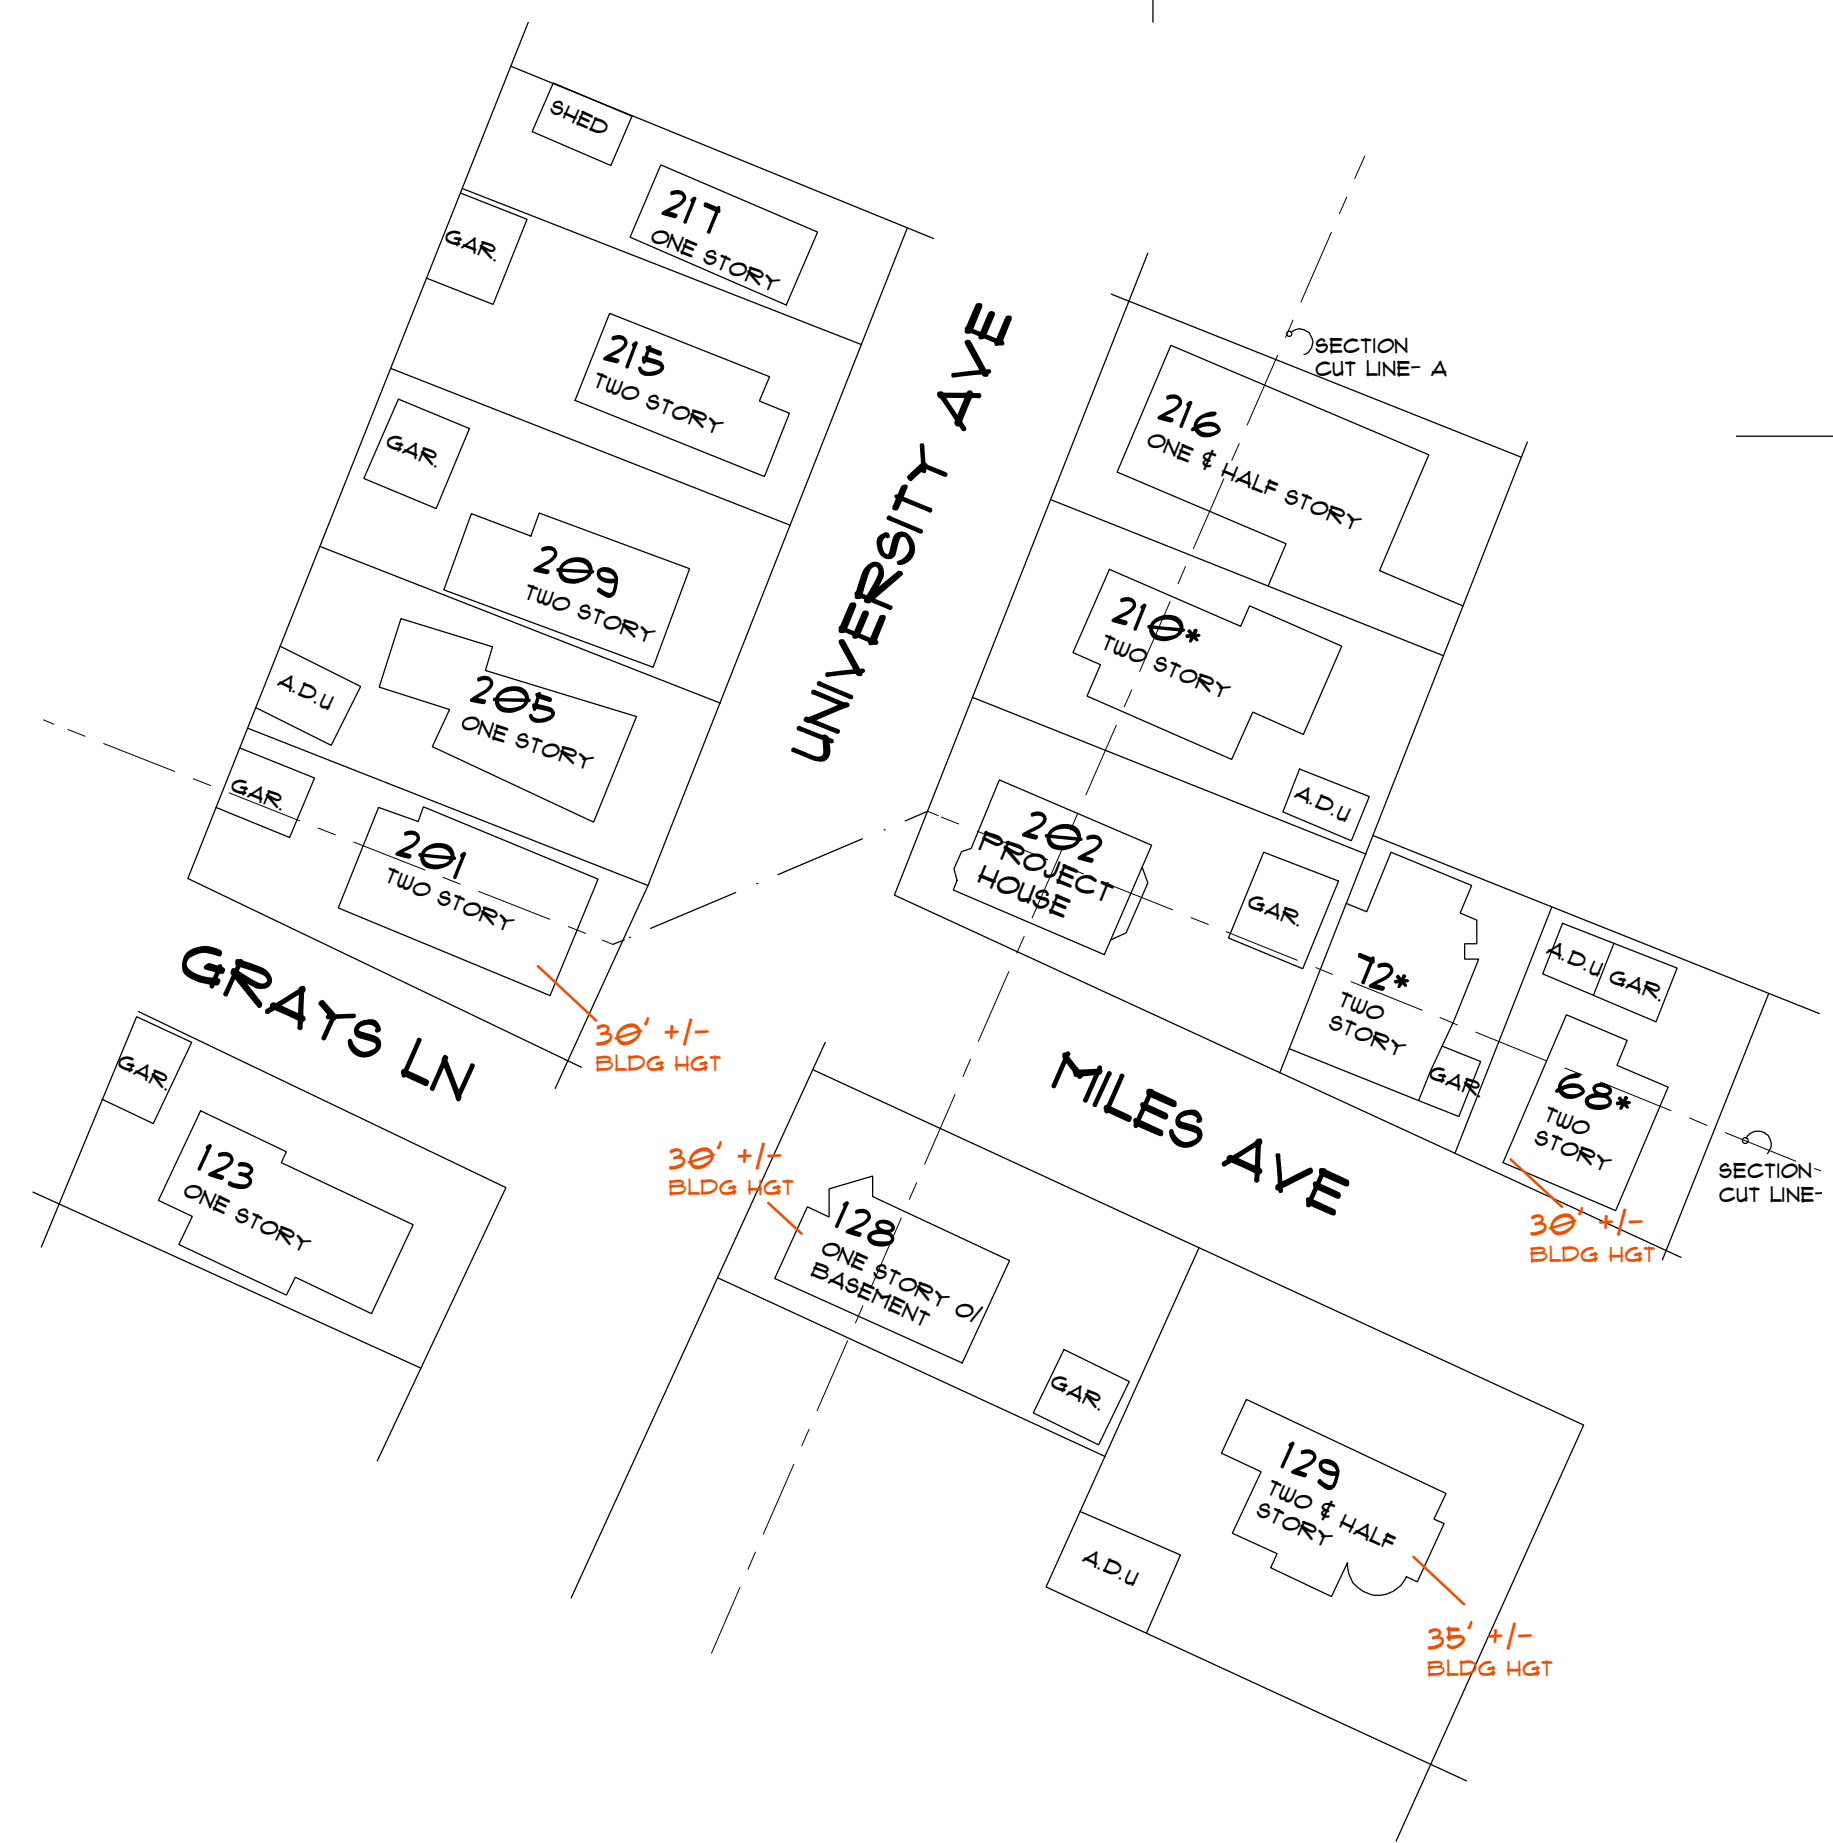 SHED
217
ONE STORY
GAR.
215
TWO STORY
GAR.
209
TWO STORY
205
ONE STORY
A.D.U
GAR.
201
TWO STORY
30' +/-
BLDG HGT
UNIVERSITY AVE
SECTION
CUT LINE- A
216
ONE & HALF STORY
210*
TWO STORY
A.D.U
202
PROJECT
HOUSE
GAR.
72*
TWO
STORY
GAR.
A.D.U
GAR.
68*
TWO
STORY
30' +/-
BLDG HGT
SECTION
CUT LINE-
GRAYS LN
GAR.
123
ONE STORY
MILES AVE
30' +/-
BLDG HGT
128
ONE STORY O/
BASEMENT
GAR.
129
TWO & HALF
STORY
A.D.U
35' +/-
BLDG HGT